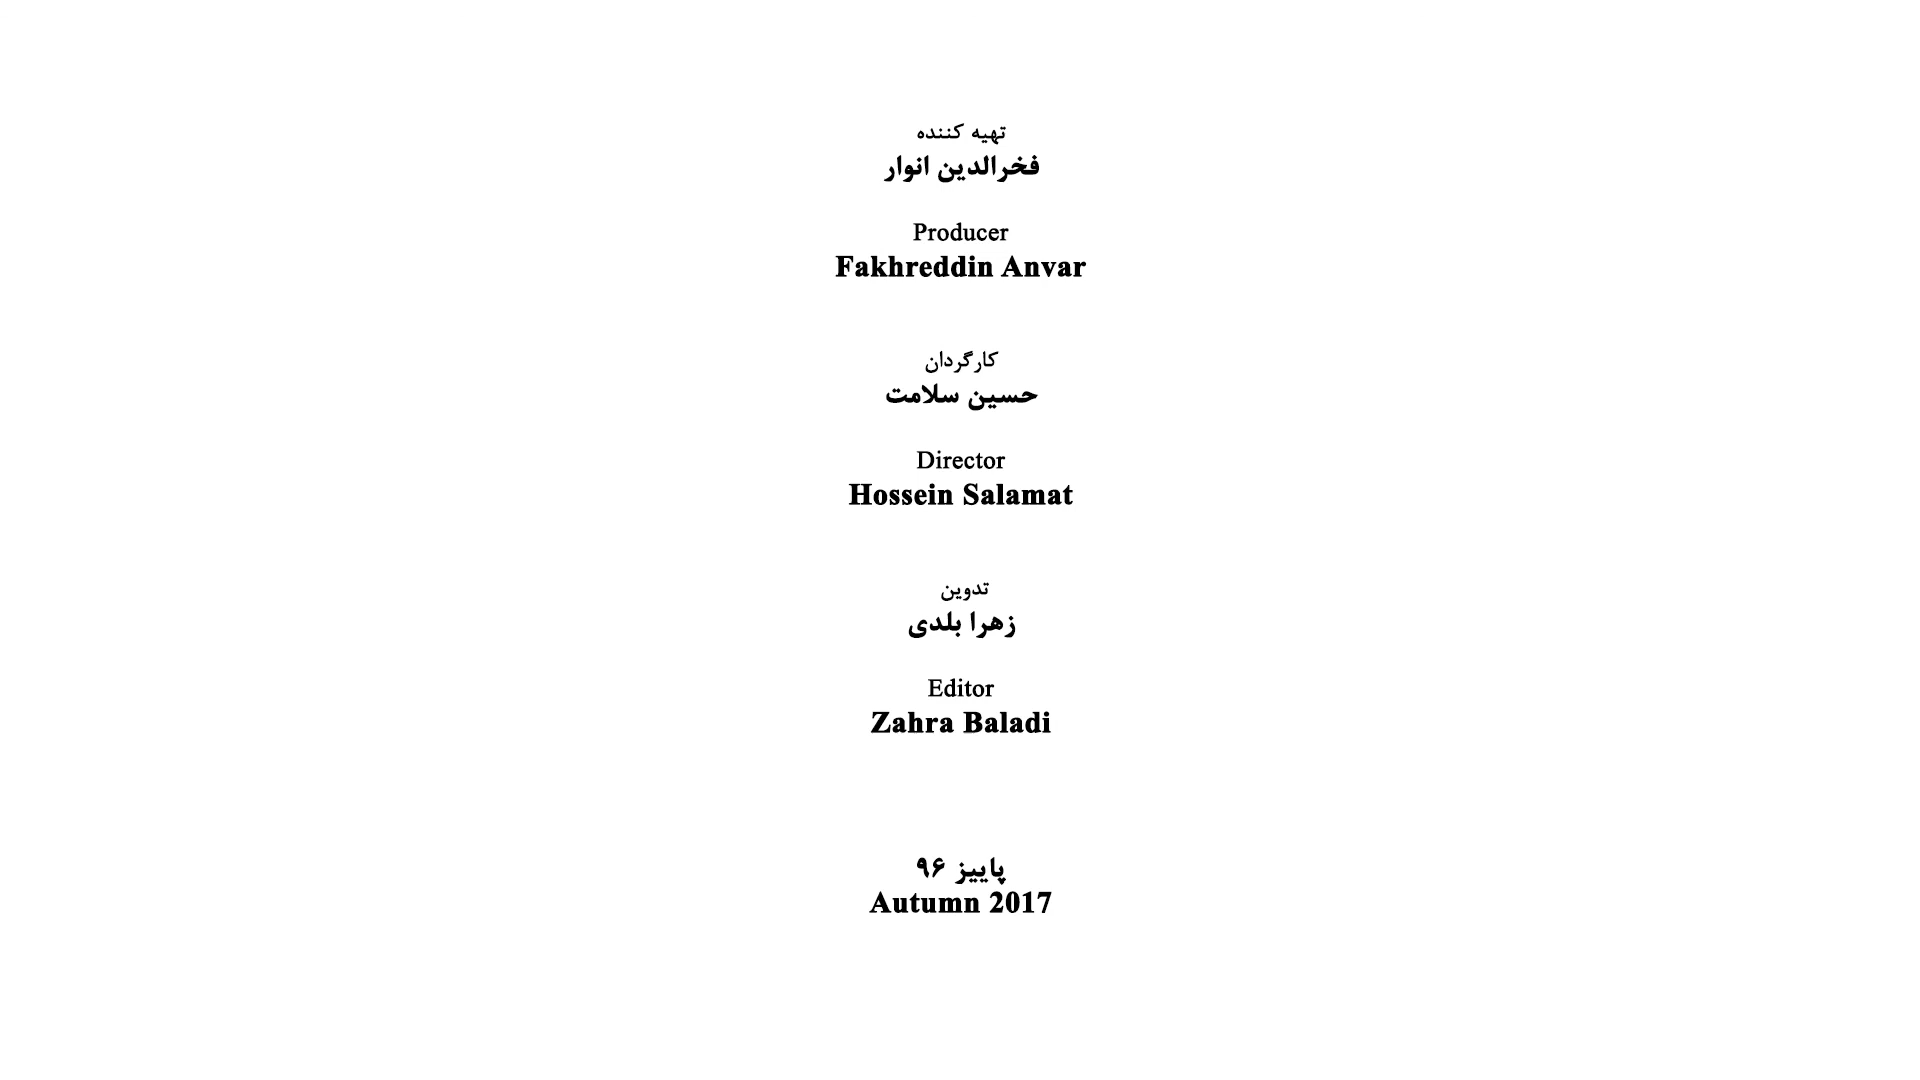 تهیه کننده
فخرالدین انوار
Producer
Fakhreddin Anvar
کارگردان
حسین سلامت
Director
Hossein Salamat
تدوین
زهرا بلدی
Editor
Zahra Baladi
پاییز ۹۶
Autumn 2017